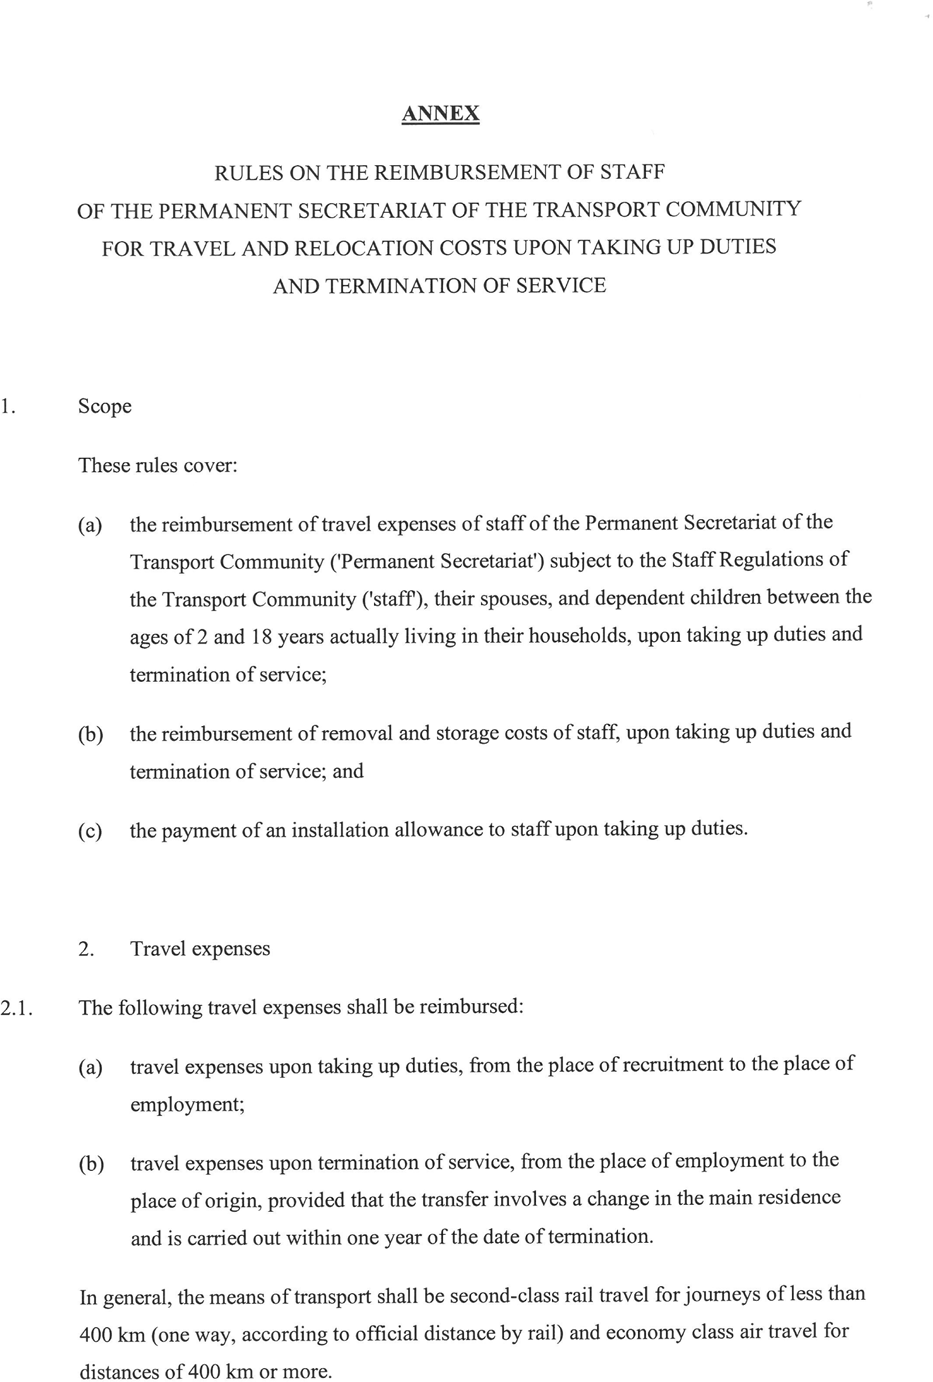 ANNEX
RULES ON THE REIMBURSEMENT OF STAFF
OF THE PERMANENT SECRETARIAT OF THE TRANSPORT COMMUNITY
FOR TRAVEL AND RELOCATION COSTS UPON TAKING UP DUTIES
AND TERMINATION OF SERVICE
1. Scope
These rules cover:
(a) the reimbursement of travel expenses of staff of the Permanent Secretariat of the
Transport Community ('Permanent Secretariat') subject to the Staff Regulations of
the Transport Community ('staff'), their spouses, and dependent children between the
ages of 2 and 18 years actually living in their households, upon taking up duties and
termination of service;
(b) the reimbursement of removal and storage costs of staff, upon taking up duties and
termination of service; and
(c) the payment of an installation allowance to staff upon taking up duties.
2. Travel expenses
2.1. The following travel expenses shall be reimbursed:
(a) travel expenses upon taking up duties, from the place of recruitment to the place of
employment;
(b) travel expenses upon termination of service, from the place of employment to the
place of origin, provided that the transfer involves a change in the main residence
and is carried out within one year of the date of termination.
In general, the means of transport shall be second-class rail travel for journeys of less than
400 km (one way, according to official distance by rail) and economy class air travel for
distances of 400 km or more.